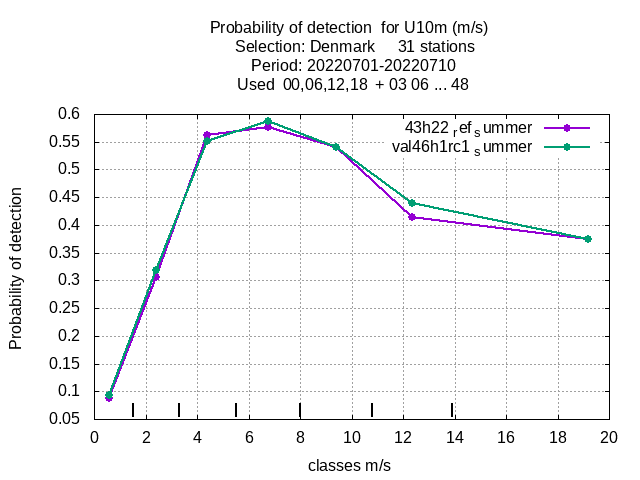 Probability of detection  for U10m (m/s)
Selection: Denmark     31 stations
Period: 20220701-20220710
Used  00,06,12,18  + 03 06 ... 48
0.6
0.55
0.5
0.45
0.4
0.35
0.3
0.25
0.2
0.15
0.1
0.05
Probability of detection
43h22 ref summer
val46h1rc1 summer
0 2 4 6 8 10 12 14 16 18 20
classes m/s